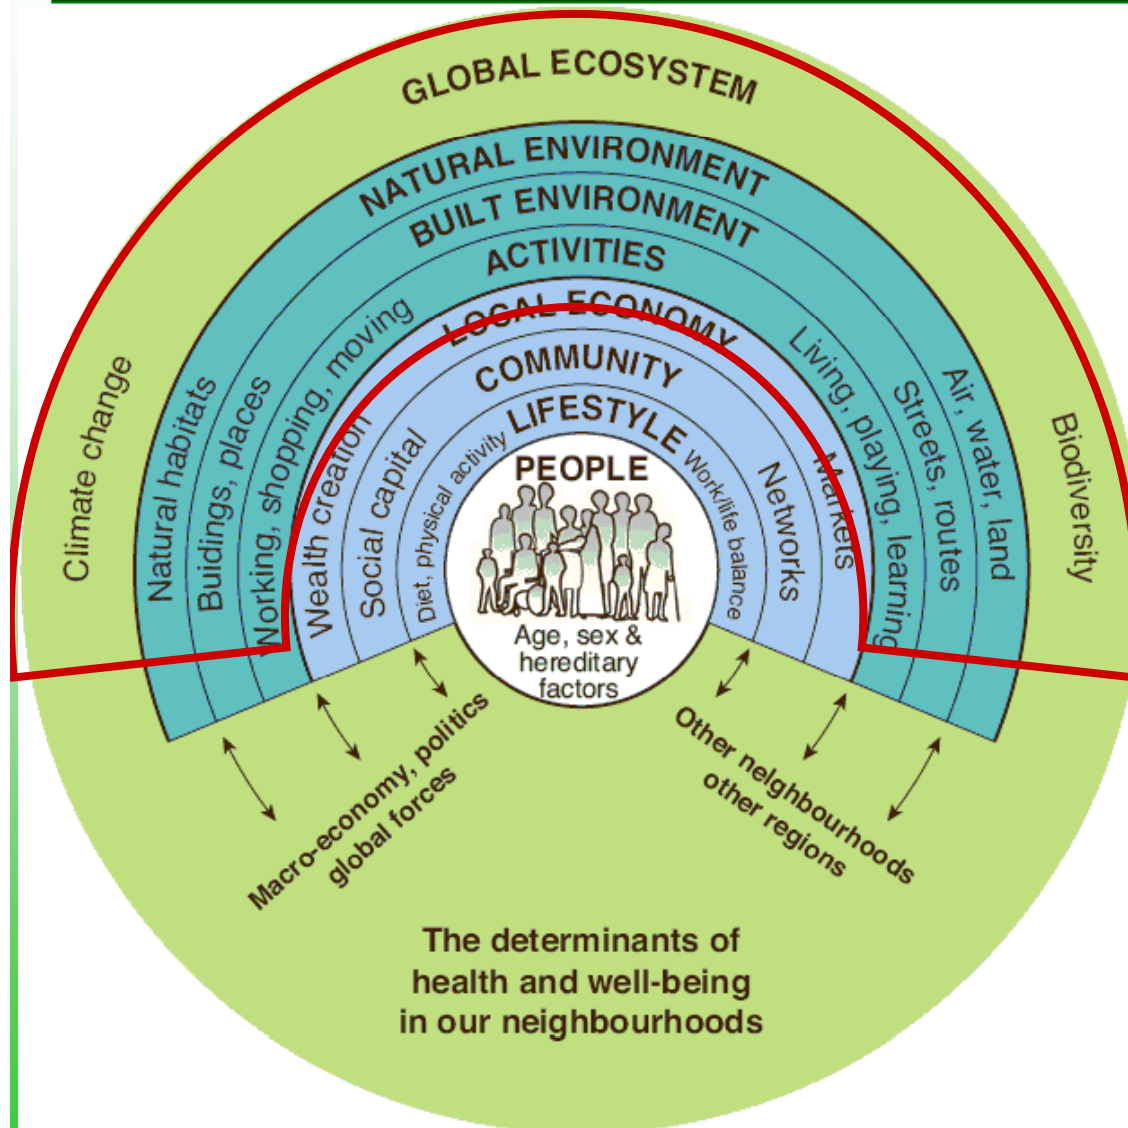 GLOBAL ECOSYSTEM
NATURAL ENVIRONMENT
BUILT ENVIRONMENT
ACTIVITIES
LOCAL ECONOMY
COMMUNITY
LIFESTYLE
PEOPLE
Age, sex &
hereditary
factors
Climate change
Natural habitats
Buidings, places
Working, shopping, moving
Wealth creation
Social capital
Diet, physical activity
Work/life balance
Networks
Markets
Living, playing, learning
Streets, routes
Air, water, land
Biodiversity
Macro-economy, politics
global forces
Other neIghbourhoods
other regions
The determinants of
health and well-being
in our neighbourhoods